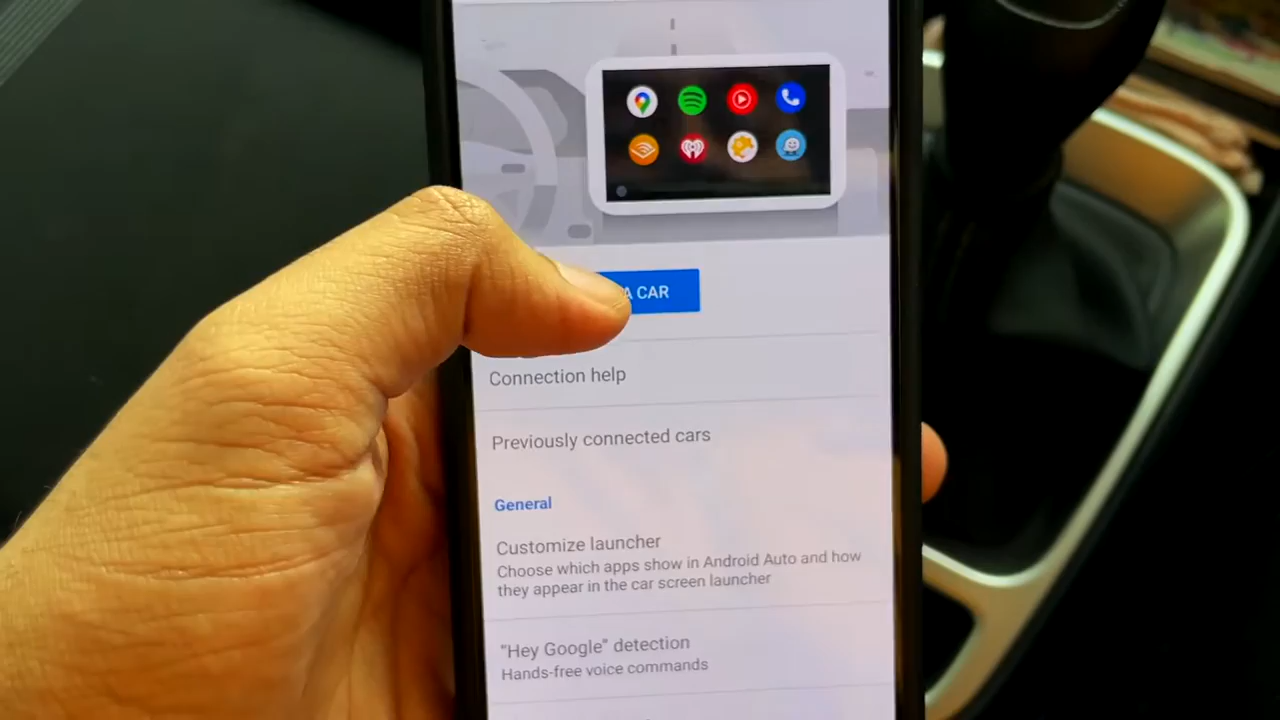 A CAR
Connection help
Previously connected cars
General
Customize launcher
Choose which apps show in Android Auto and how
they appear in the car screen launcher
"Hey Google" detection
Hands-free voice commands